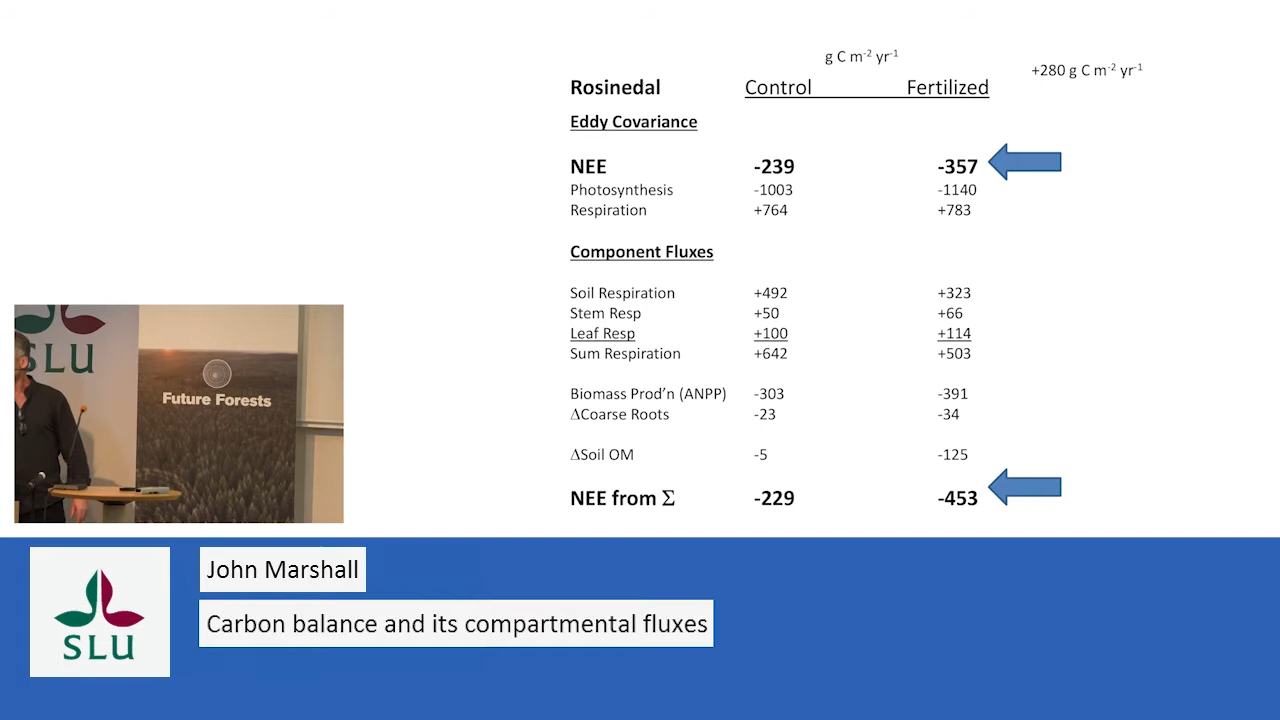 g C m-2 yr-1
+280 g C m-2 yr-1
Rosinedal Control Fertilized
Eddy Covariance
NEE -239 -357
Photosynthesis -1003 -1140
Respiration +764 +783
Component Fluxes
Soil Respiration +492 +323
Stem Resp +50 +66
Leaf Resp +100 +114
Sum Respiration +642 +503
Biomass Prod’n (ANPP) -303 -391
ΔCoarse Roots -23 -34
ΔSoil OM -5 -125
NEE from Σ -229 -453
SLU
Future Forests
SLU
John Marshall
Carbon balance and its compartmental fluxes